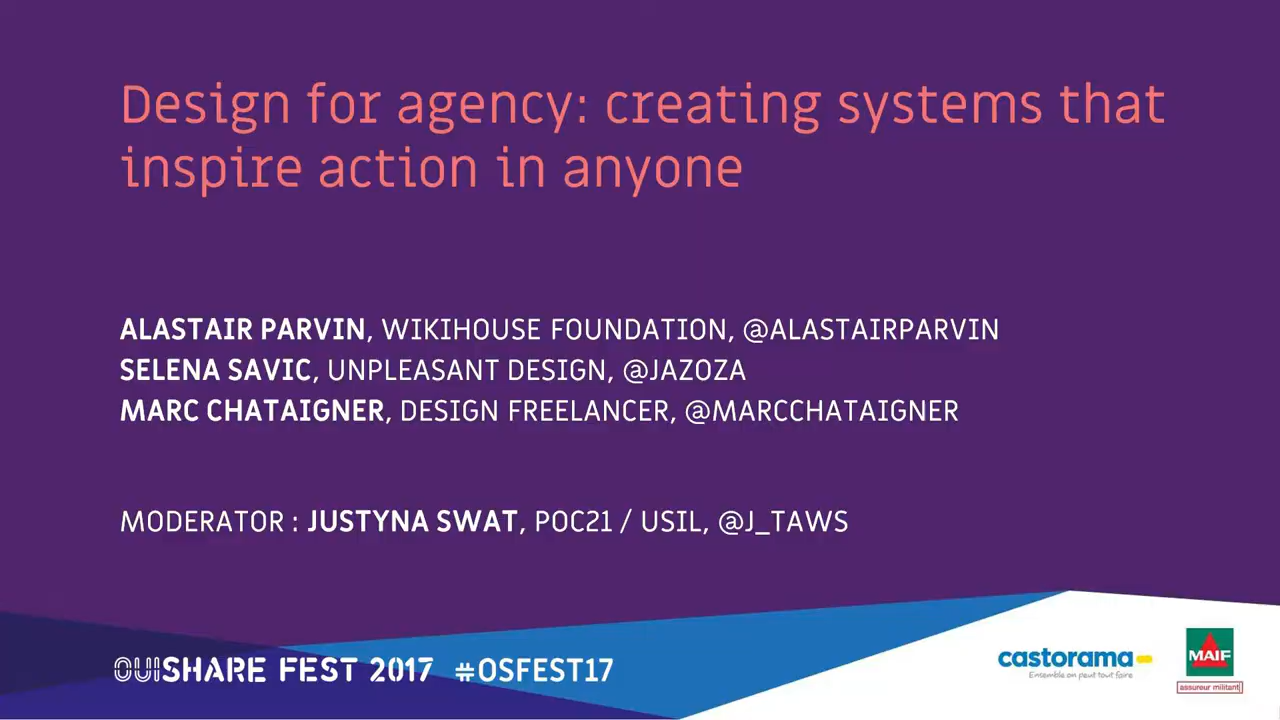 Design for agency: creating systems that
inspire action in anyone
ALASTAIR PARVIN, WIKIHOUSE FOUNDATION, @ALASTAIRPARVIN
SELENA SAVIC, UNPLEASANT DESIGN, @JAZOZA
MARC CHATAIGNER, DESIGN FREELANCER, @MARCCHATAIGNER
MODERATOR : JUSTYNA SWAT, POC21 / USIL, @J_TAWS
OUISHARE FEST 2017 #OSFEST17
castorama
Ensemble on peut tout faire
MAIF
assureur militant